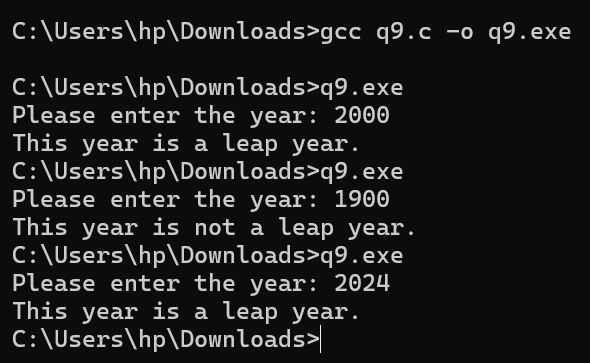 C:\Users\hp\Downloads>gcc q9.c -o q9.exe
C:\Users\hp\Downloads>q9.exe
Please enter the year: 2000
This year is a leap year.
C:\Users\hp\Downloads>q9.exe
Please enter the year: 1900
This year is not a leap year.
C:\Users\hp\Downloads>q9.exe
Please enter the year: 2024
This year is a leap year.
C:\Users\hp\Downloads>